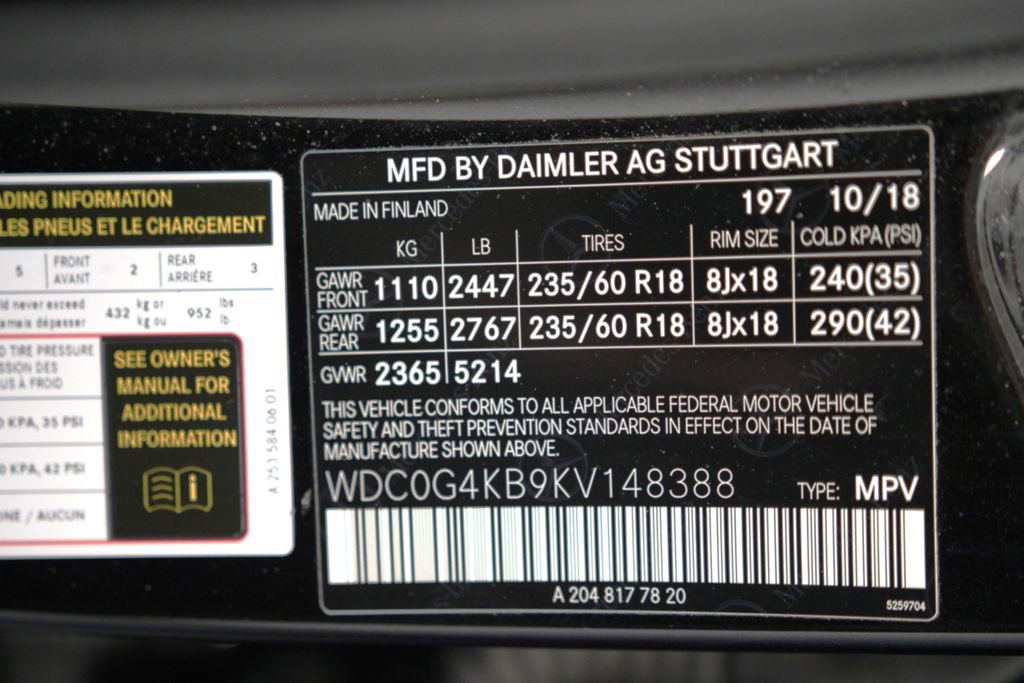 MFD BY DAIMLER AG STUTTGART
MADE IN FINLAND 197 10/18
KG LB TIRES RIM SIZE COLD KPA (PSI)
GAWR FRONT 1110 2447 235/60 R18 8Jx18 240(35)
GAWR REAR 1255 2767 235/60 R18 8Jx18 290(42)
GVWR 2365 5214
THIS VEHICLE CONFORMS TO ALL APPLICABLE FEDERAL MOTOR VEHICLE
SAFETY AND THEFT PREVENTION STANDARDS IN EFFECT ON THE DATE OF
MANUFACTURE SHOWN ABOVE.
WDC0G4KB9KV148388 TYPE: MPV
A 204 817 78 20
5259704
INFORMATION
LES PNEUS ET LE CHARGEMENT
5 FRONT AVANT 2 REAR ARRIÈRE 3
never exceed 432 kg or 952 lbs.
dépasser kg ou lb
TIRE PRESSURE
DES
À FROID
KPA, 35 PSI
KPA, 42 PSI
/ AUCUN
SEE OWNER'S
MANUAL FOR
ADDITIONAL
INFORMATION
i
A 253 584 06 01